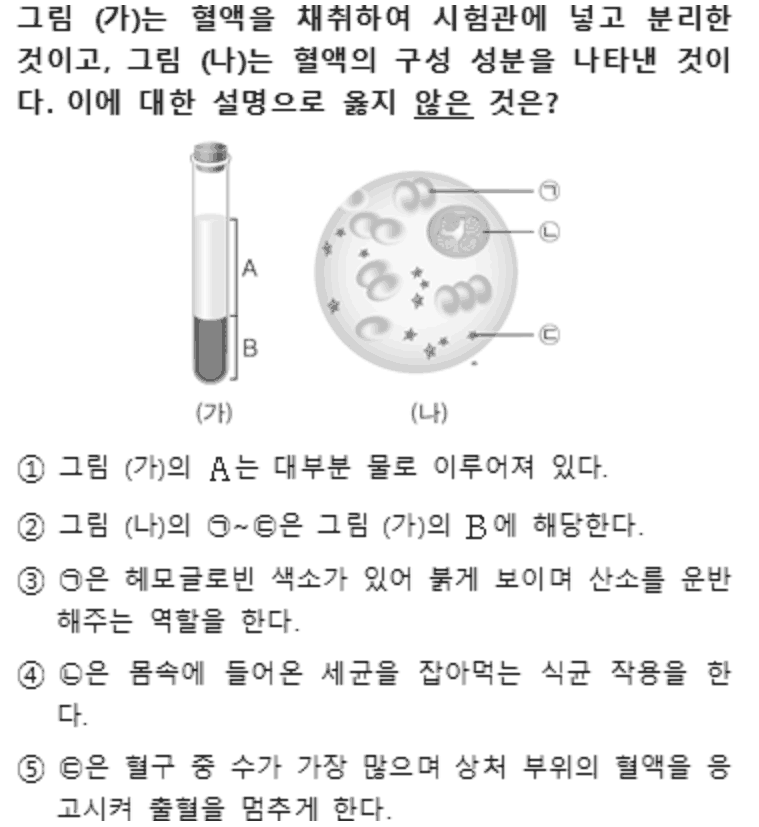 그림 (가)는 혈액을 채취하여 시험관에 넣고 분리한
것이고, 그림 (나)는 혈액의 구성 성분을 나타낸 것이
다. 이에 대한 설명으로 옳지 않은 것은?
㉠
㉡
A
㉢
B
(가)
(나)
① 그림 (가)의 A는 대부분 물로 이루어져 있다.
② 그림 (나)의 ㉠~㉢은 그림 (가)의 B에 해당한다.
③ ㉠은 헤모글로빈 색소가 있어 붉게 보이며 산소를 운반
해주는 역할을 한다.
④ ㉡은 몸속에 들어온 세균을 잡아먹는 식균 작용을 한
다.
⑤ ㉢은 혈구 중 수가 가장 많으며 상처 부위의 혈액을 응
고시켜 출혈을 멈추게 한다.